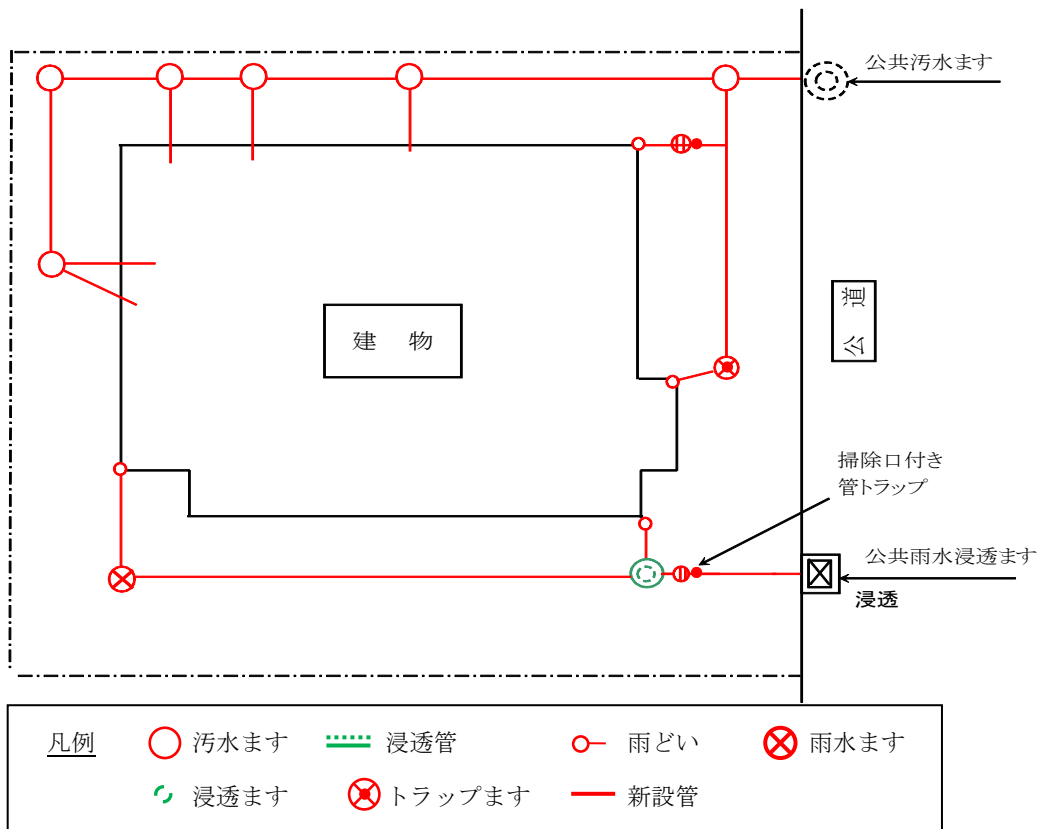 公共汚水ます
建　物
公　道
掃除口付き
管トラップ
公共雨水浸透ます
浸透
凡例
汚水ます
浸透管
雨どい
雨水ます
浸透ます
トラップます
新設管